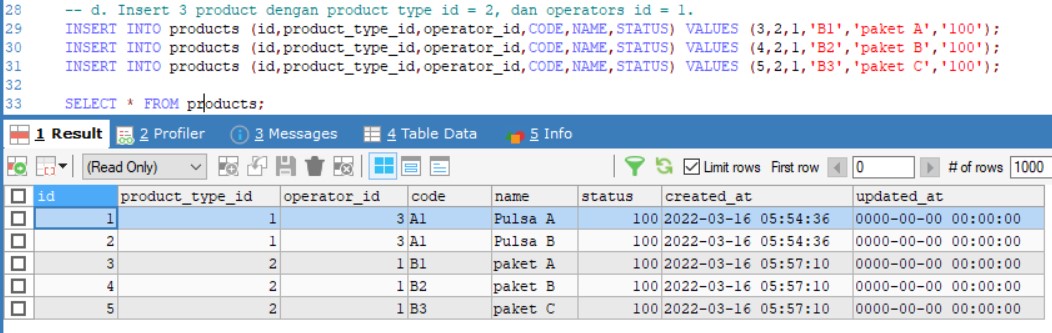 28 -- d. Insert 3 product dengan product type id = 2, dan operators id = 1.
29 INSERT INTO products (id,product_type_id,operator_id,CODE,NAME,STATUS) VALUES (3,2,1,'B1','paket A','100');
30 INSERT INTO products (id,product_type_id,operator_id,CODE,NAME,STATUS) VALUES (4,2,1,'B2','paket B','100');
31 INSERT INTO products (id,product_type_id,operator_id,CODE,NAME,STATUS) VALUES (5,2,1,'B3','paket C','100');
32
33 SELECT * FROM products;
1 Result 2 Profiler 3 Messages 4 Table Data 5 Info
(Read Only) Limit rows First row 0 # of rows 1000
id product_type_id operator_id code name status created_at updated_at
1 1 3 A1 Pulsa A 100 2022-03-16 05:54:36 0000-00-00 00:00:00
2 1 3 A1 Pulsa B 100 2022-03-16 05:54:36 0000-00-00 00:00:00
3 2 1 B1 paket A 100 2022-03-16 05:57:10 0000-00-00 00:00:00
4 2 1 B2 paket B 100 2022-03-16 05:57:10 0000-00-00 00:00:00
5 2 1 B3 paket C 100 2022-03-16 05:57:10 0000-00-00 00:00:00